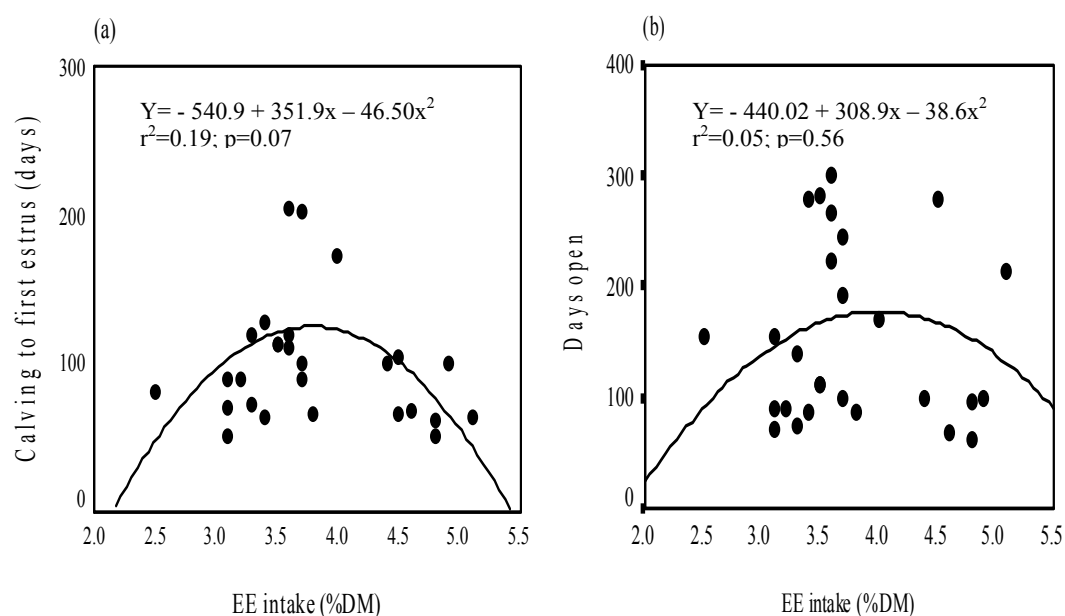 (a)
300
Y= - 540.9 + 351.9x – 46.50x²
r²=0.19; p=0.07
200
100
0
Calving to first estrus (days)
2.0 2.5 3.0 3.5 4.0 4.5 5.0 5.5
EE intake (%DM)
(b)
400
Y= - 440.02 + 308.9x – 38.6x²
r²=0.05; p=0.56
300
200
100
0
Days open
2.0 2.5 3.0 3.5 4.0 4.5 5.0 5.5
EE intake (%DM)